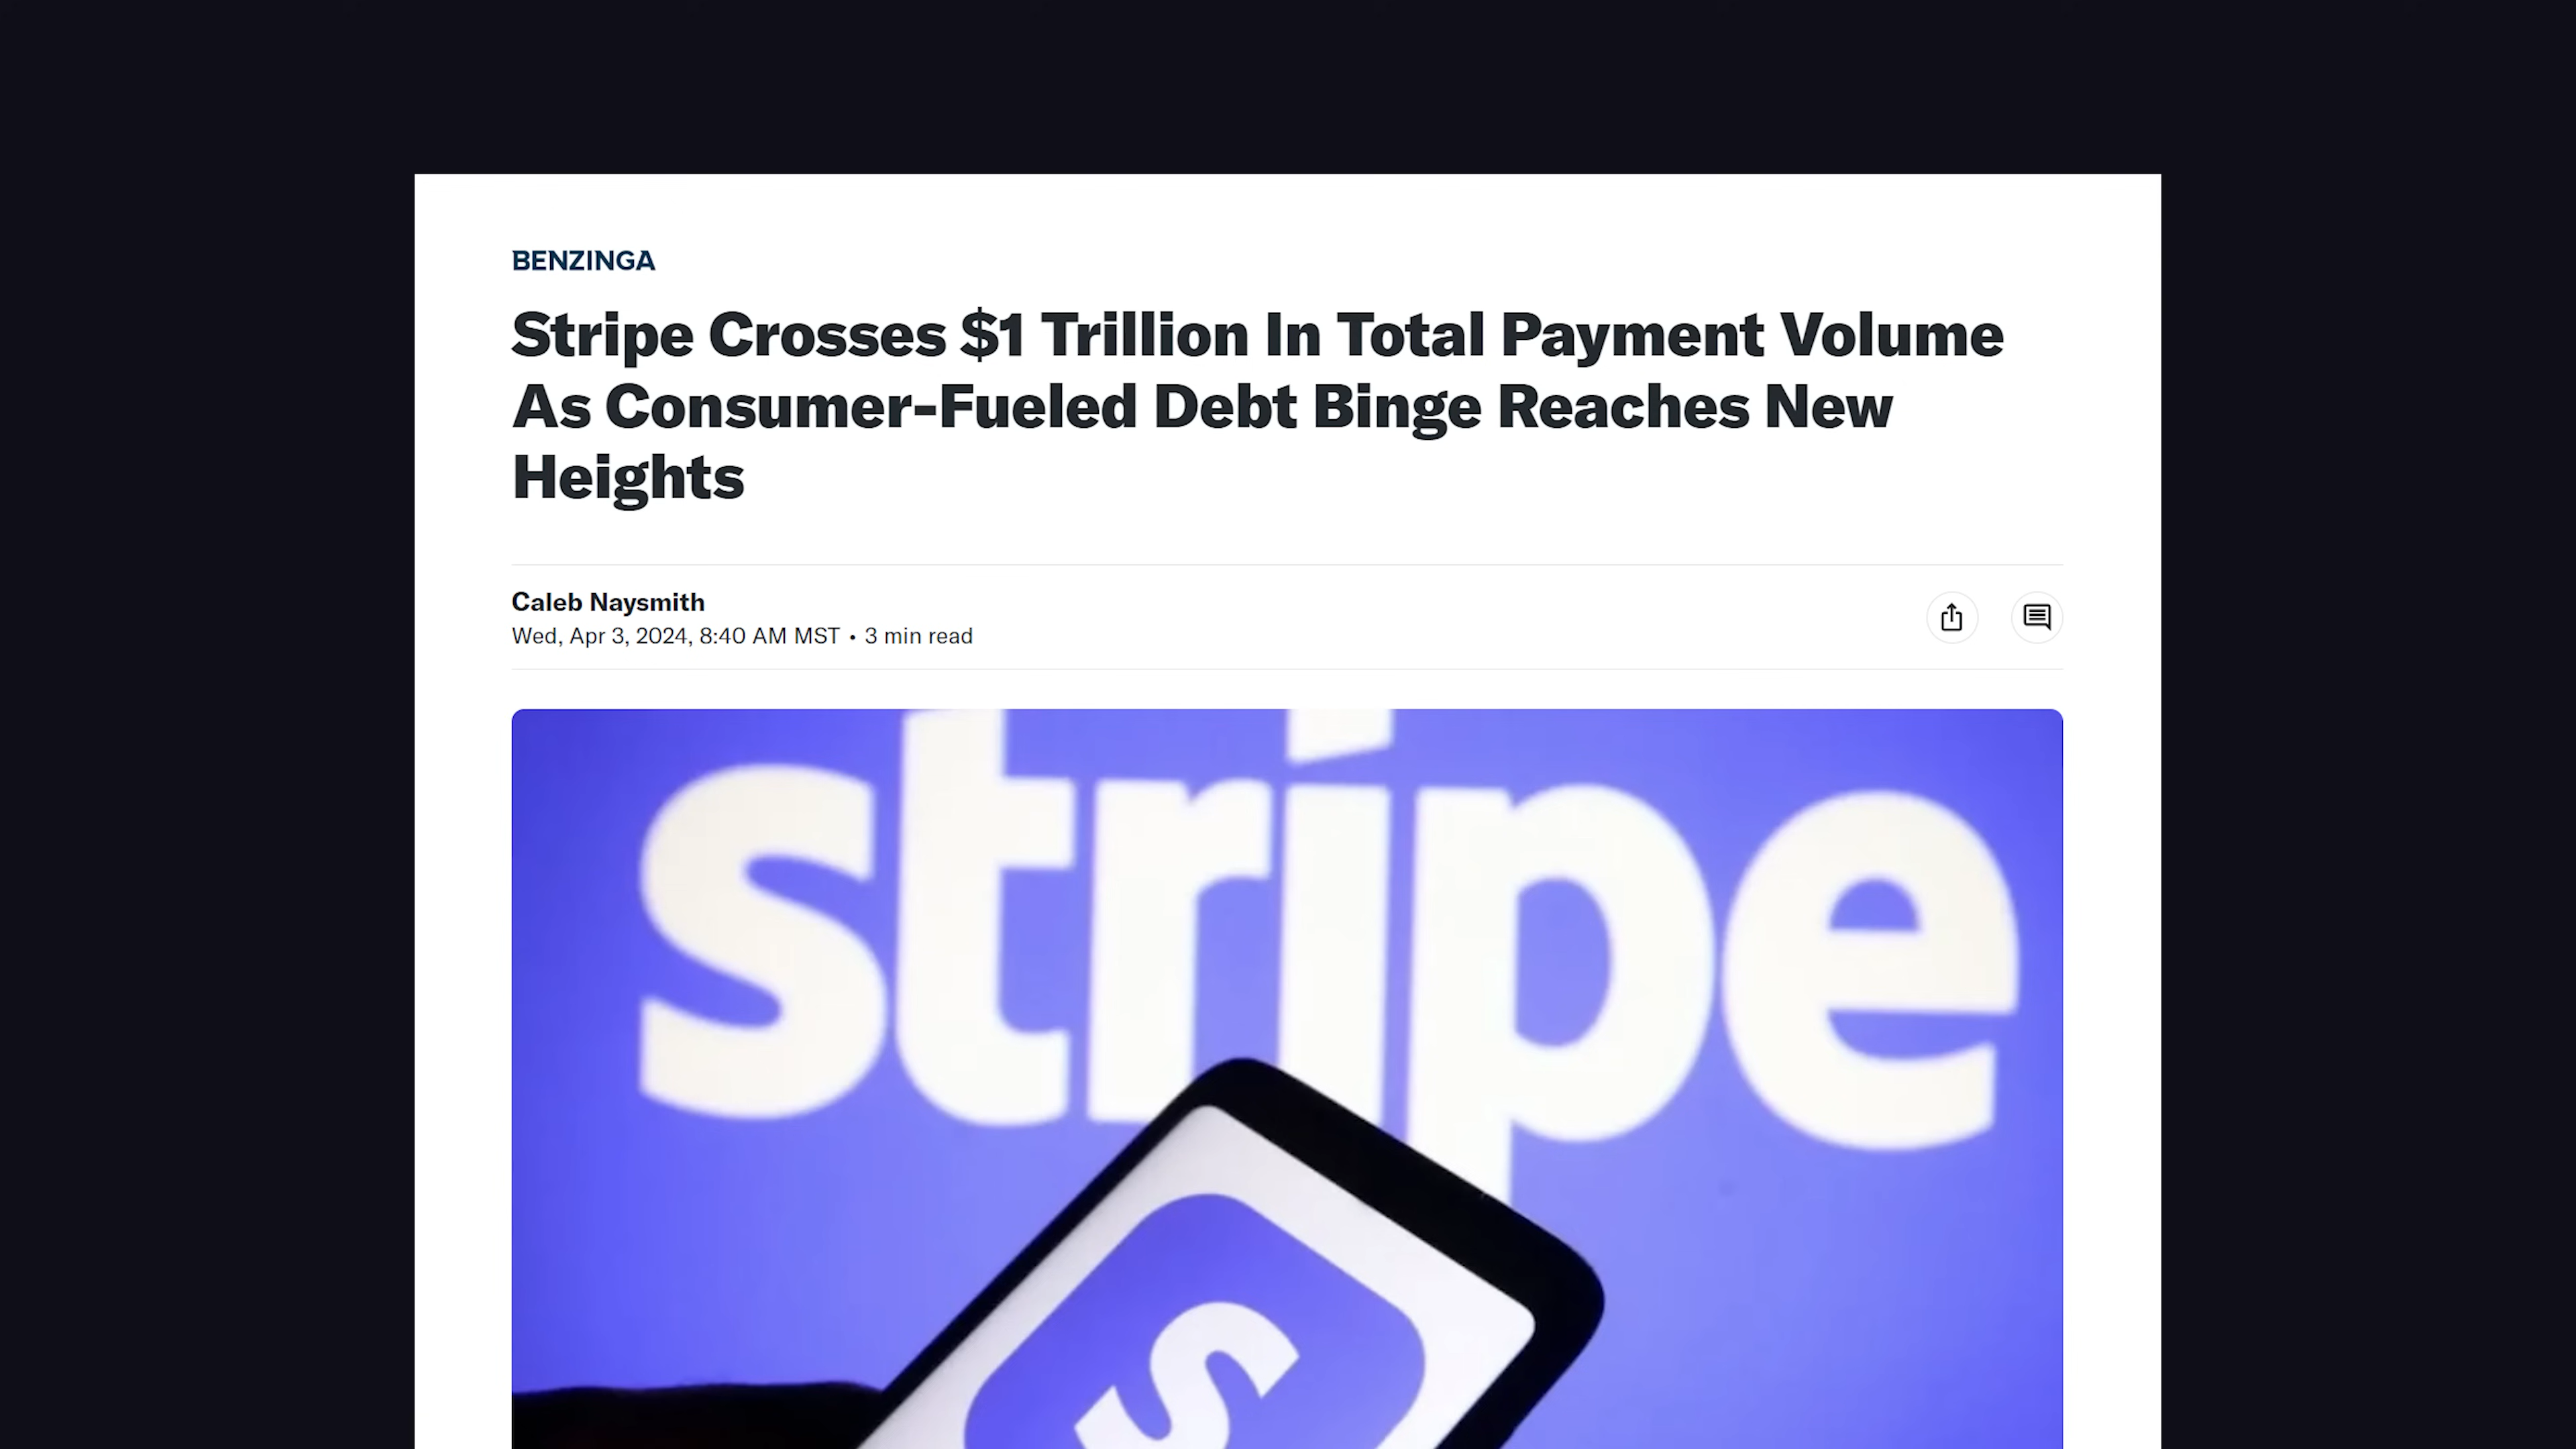 BENZINGA
Stripe Crosses $1 Trillion In Total Payment Volume
As Consumer-Fueled Debt Binge Reaches New
Heights
Caleb Naysmith
Wed, Apr 3, 2024, 8:40 AM MST • 3 min read
stripe
S